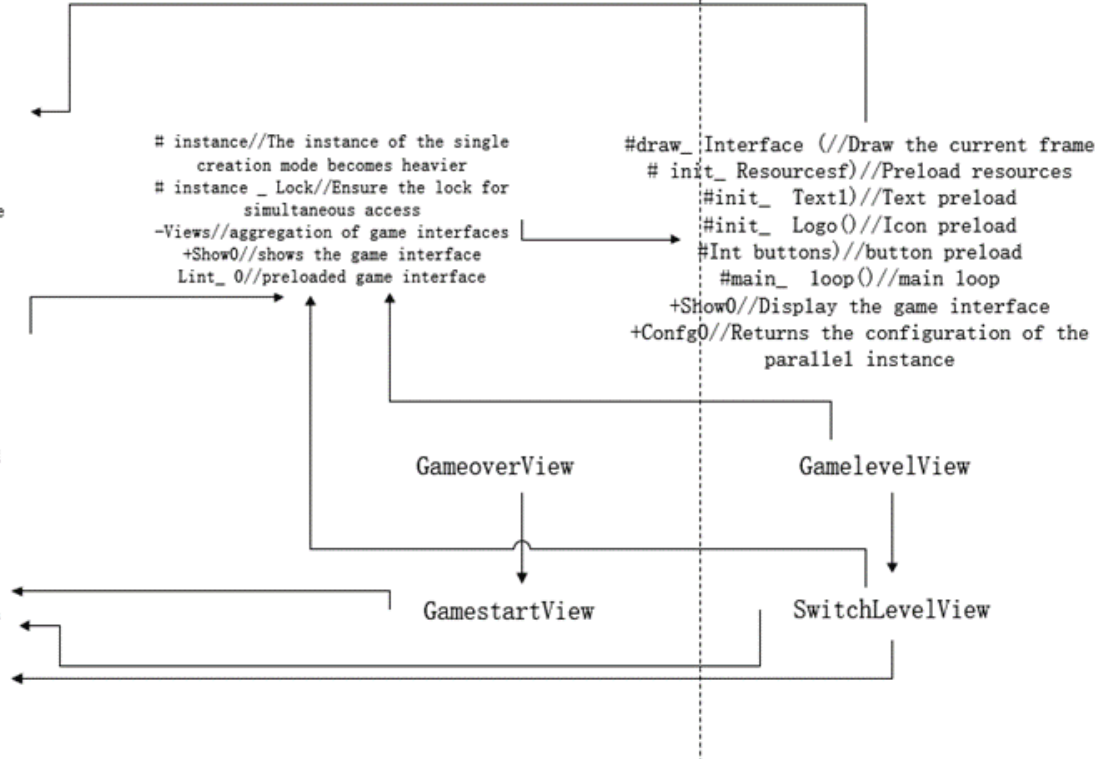 # instance//The instance of the single
creation mode becomes heavier
# instance _ Lock//Ensure the lock for
simultaneous access
-Views//aggregation of game interfaces
+Show0//shows the game interface
Lint_ 0//preloaded game interface
#draw_ Interface (//Draw the current frame
# init_ Resourcesf)//Preload resources
#init_ Text1)//Text preload
#init_ Logo()//Icon preload
#Int buttons)//button preload
#main_ loop()//main loop
+Show0//Display the game interface
+Confg0//Returns the configuration of the
parallel instance
GameoverView
GamelevelView
GamestartView
SwitchLevelView